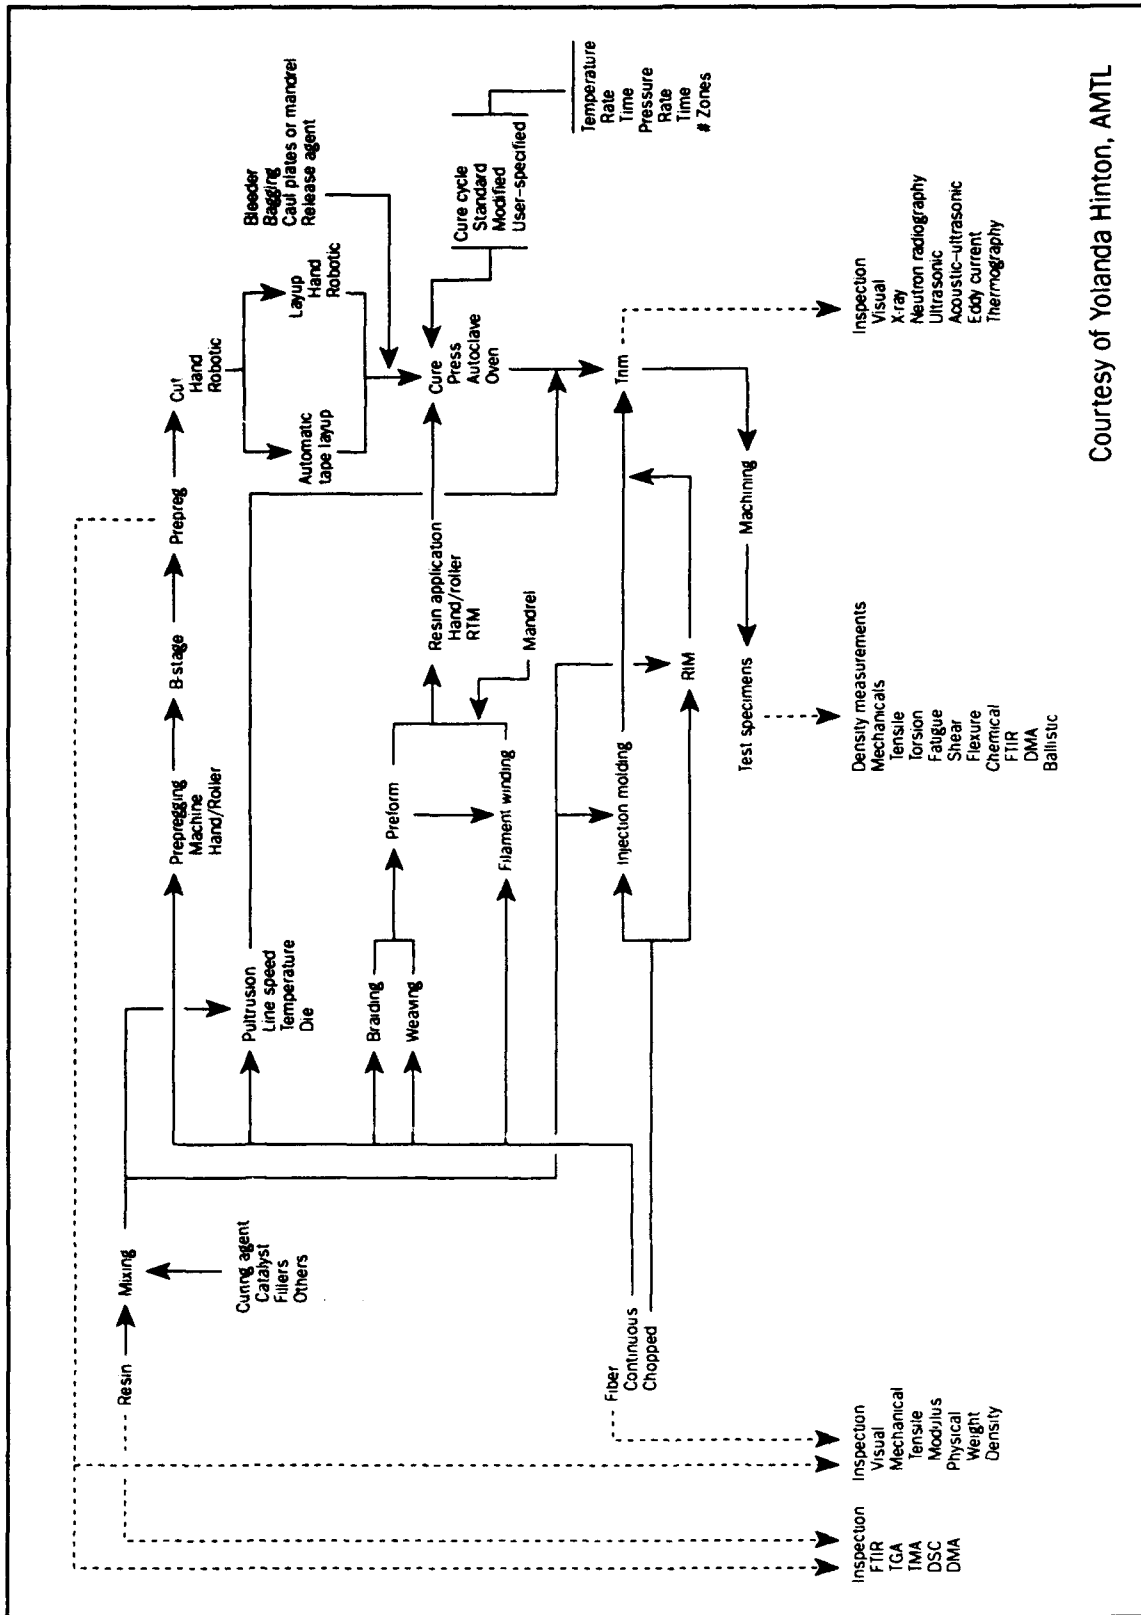 Resin
Mixing
Curing agent
Catalyst
Fillers
Others
Prepregging
Machine
Hand/Roller
B-stage
Prepreg
Cut
Hand
Robotic
Automatic
tape layup
Layup
Hand
Robotic
Bleeder
Bagging
Caul plates or mandrel
Release agent
Pultrusion
Line speed
Temperature
Die
Braiding
Weaving
Preform
Filament winding
Mandrel
Resin application
Hand/roller
RTM
Cure
Press
Autoclave
Oven
Cure cycle
Standard
Modified
User-specified
Temperature
Rate
Time
Pressure
Rate
Time
# Zones
Fiber
Continuous
Chopped
Injection molding
RIM
Trim
Machining
Test specimens
Inspection
FTIR
TGA
TMA
DSC
DMA
Inspection
Visual
Mechanical
Tensile
Modulus
Physical
Weight
Density
Density measurements
Mechanicals
Tensile
Torsion
Fatigue
Shear
Flexure
Chemical
FTIR
DMA
Ballistic
Inspection
Visual
X-ray
Neutron radiography
Ultrasonic
Acoustic-ultrasonic
Eddy current
Thermography
Courtesy of Yolanda Hinton, AMTL